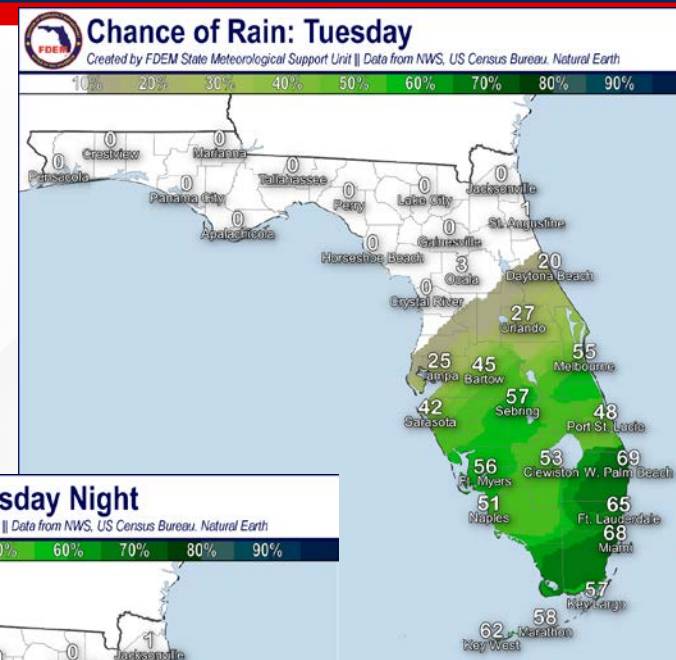 FDEM
Chance of Rain: Tuesday
Created by FDEM State Meteorological Support Unit || Data from NWS, US Census Bureau. Natural Earth
10% 20% 30% 40% 50% 60% 70% 80% 90%
0
Crestview
0
Marianna
0
Pensacola
0
Panama City
0
Tallahassee
0
Perry
0
Lake City
0
Jacksonville
0
Apalachicola
1
St. Augustine
0
Gainesville
0
Horseshoe Beach
3
Ocala
20
Daytona Beach
0
Crystal River
27
Orlando
25
Tampa
45
Bartow
55
Melbourne
57
Sebring
42
Sarasota
48
Port St. Lucie
56
Ft. Myers
53
Clewiston
69
W. Palm Beach
51
Naples
65
Ft. Lauderdale
68
Miami
57
Key Largo
58
Marathon
62
Key West
sday Night
|| Data from NWS, US Census Bureau. Natural Earth
0% 60% 70% 80% 90%
0
1
Jacksonville